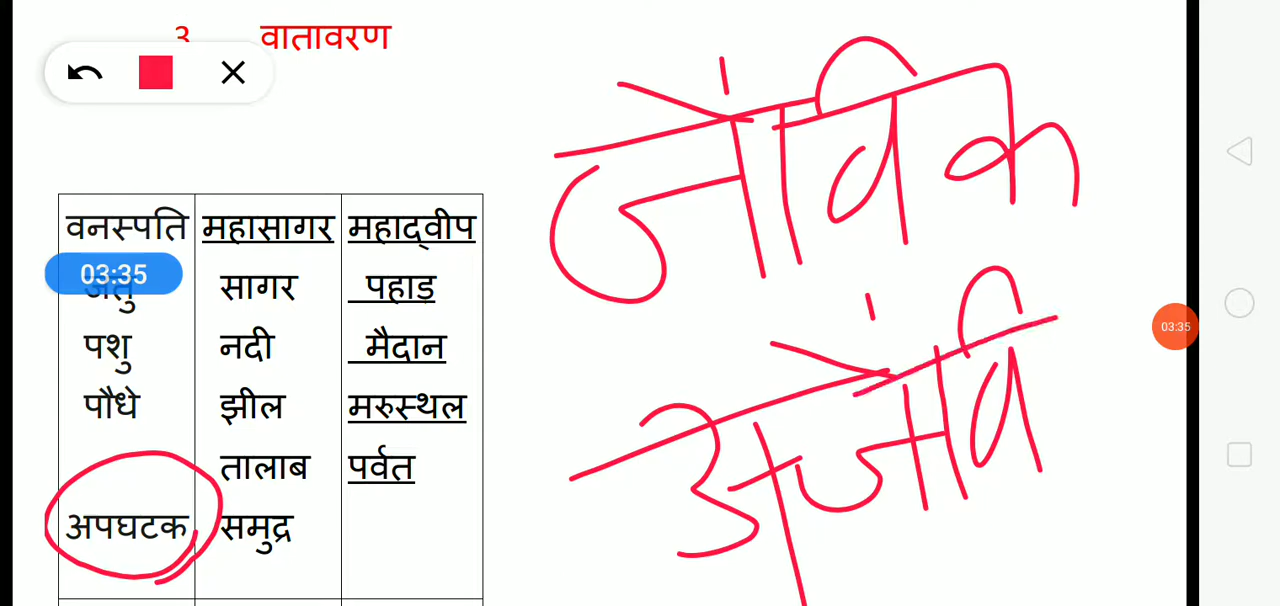 3 वातावरण
वनस्पति महासागर महाद्वीप
जंतु सागर पहाड़
पशु नदी मैदान
पौधे झील मरुस्थल
तालाब पर्वत
अपघटक समुद्र
जैविक
अजैवि
03:35
03:35